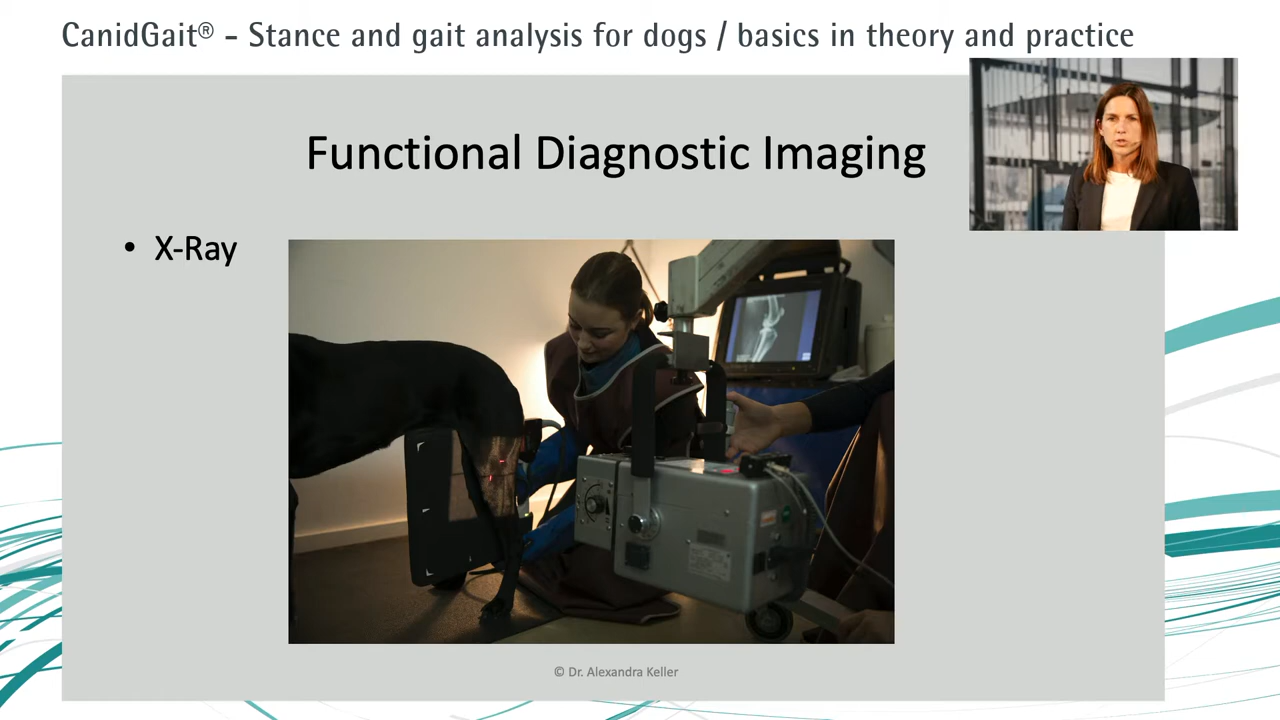 CanidGait® - Stance and gait analysis for dogs / basics in theory and practice
Functional Diagnostic Imaging
• X-Ray
© Dr. Alexandra Keller